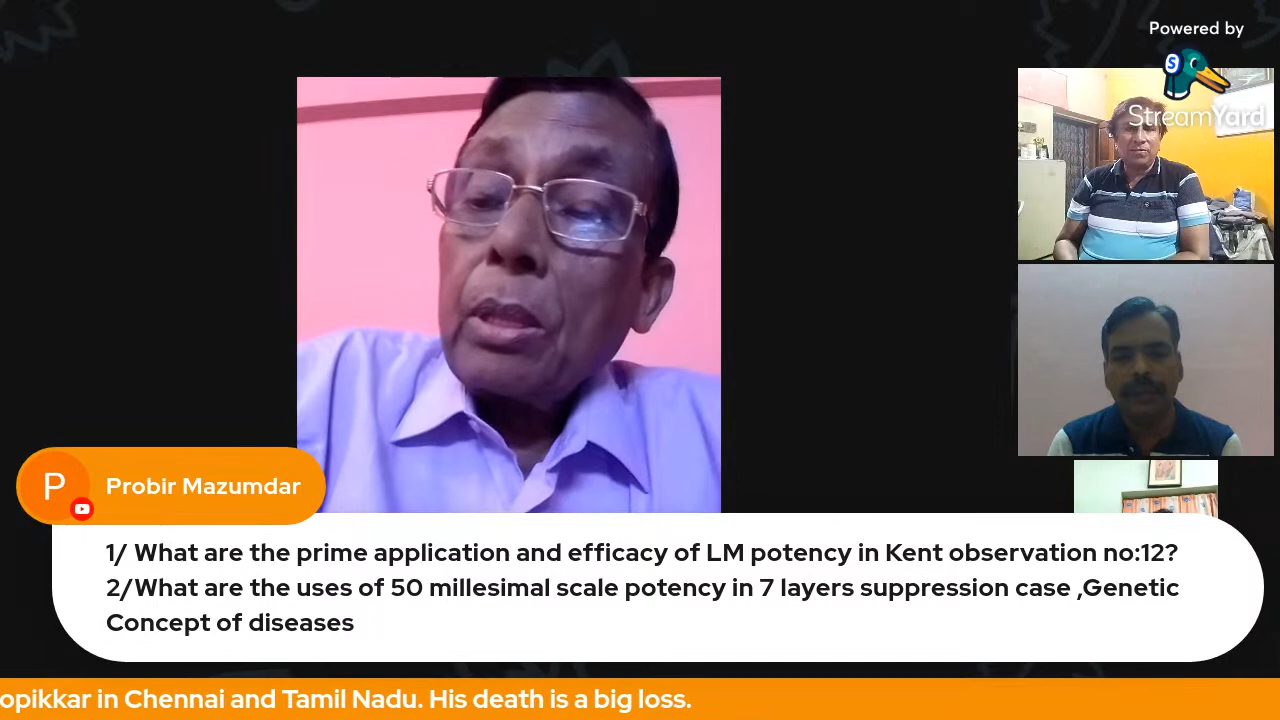 Powered by
S
StreamYard
P
Probir Mazumdar
1/ What are the prime application and efficacy of LM potency in Kent observation no:12?
2/What are the uses of 50 millesimal scale potency in 7 layers suppression case ,Genetic
Concept of diseases
opikkar in Chennai and Tamil Nadu. His death is a big loss.